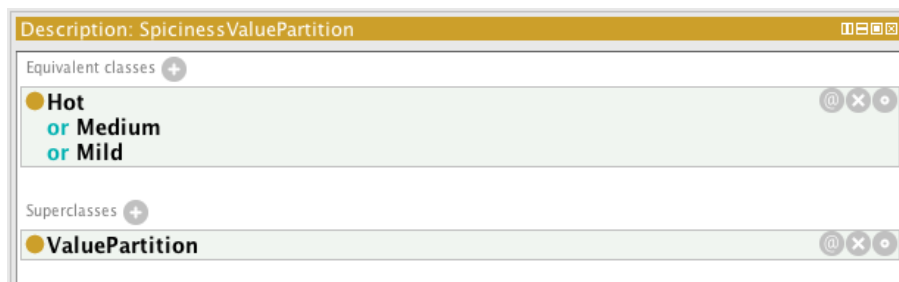 Description: SpicinessValuePartition
Equivalent classes
Hot
or Medium
or Mild
Superclasses
ValuePartition